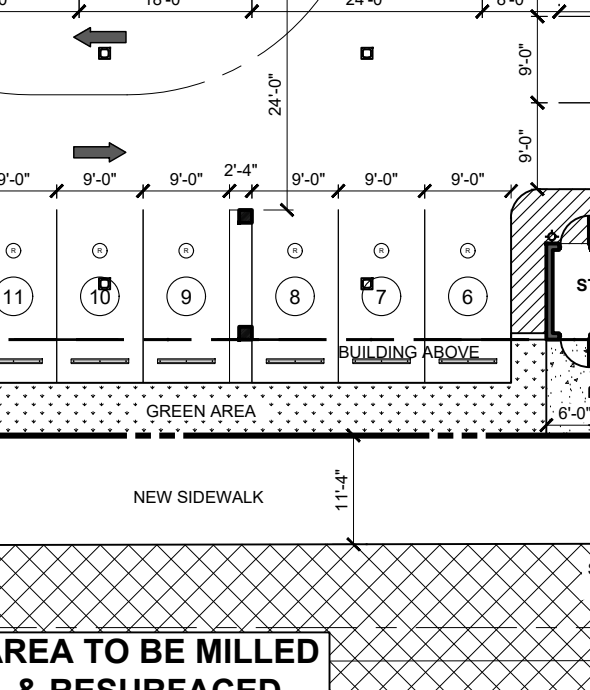 18'-0"
24'-0"
8'-0"
9'-0"
24'-0"
9'-0"
2'-4"
9'-0"
9'-0"
9'-0"
9'-0"
9'-0"
9'-0"
R
R
R
R
R
R
11
10
9
8
7
6
ST
BUILDING ABOVE
GREEN AREA
6'-0"
NEW SIDEWALK
11'-4"
AREA TO BE MILLED
& RESURFACED